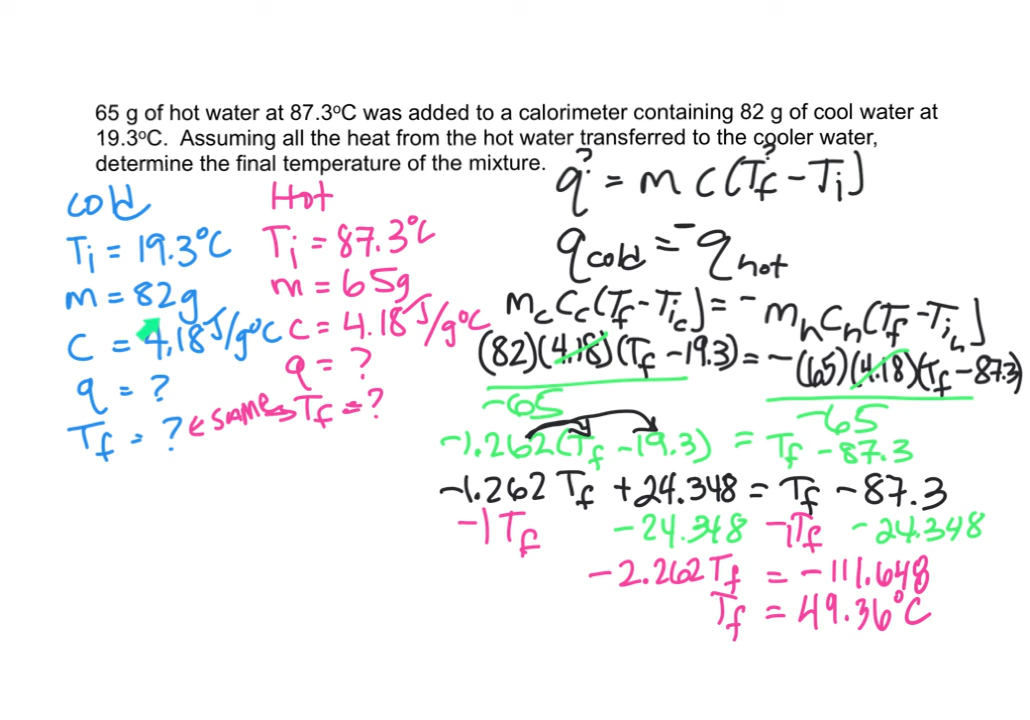 65 g of hot water at 87.3°C was added to a calorimeter containing 82 g of cool water at
19.3°C. Assuming all the heat from the hot water transferred to the cooler water,
determine the final temperature of the mixture.
Cold
Ti = 19.3°C
m = 82g
C = 4.18 J/g°C
q = ?
Tf = ? ← SAME →
Hot
Ti = 87.3°C
m = 65g
C = 4.18 J/g°C
q = ?
Tf = ?
? ?
q = m C (Tf - Ti)
qcold = -qhot
mcCc(Tf - Tic) = -mhCh(Tf - Tih)
(82)(4.18)(Tf - 19.3) = -(65)(4.18)(Tf - 87.3)
-65 -65
-1.262(Tf - 19.3) = Tf - 87.3
-1.262 Tf + 24.348 = Tf - 87.3
-1Tf -24.348 -1Tf -24.348
-2.262 Tf = -111.648
Tf = 49.36°C